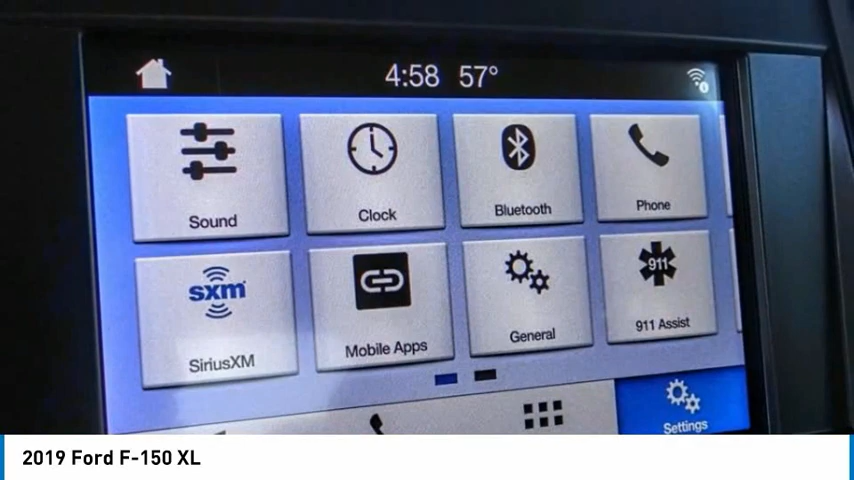 4:58 57°
Sound Clock Bluetooth Phone
911
sxm
SiriusXM Mobile Apps General 911 Assist
Settings
2019 Ford F-150 XL